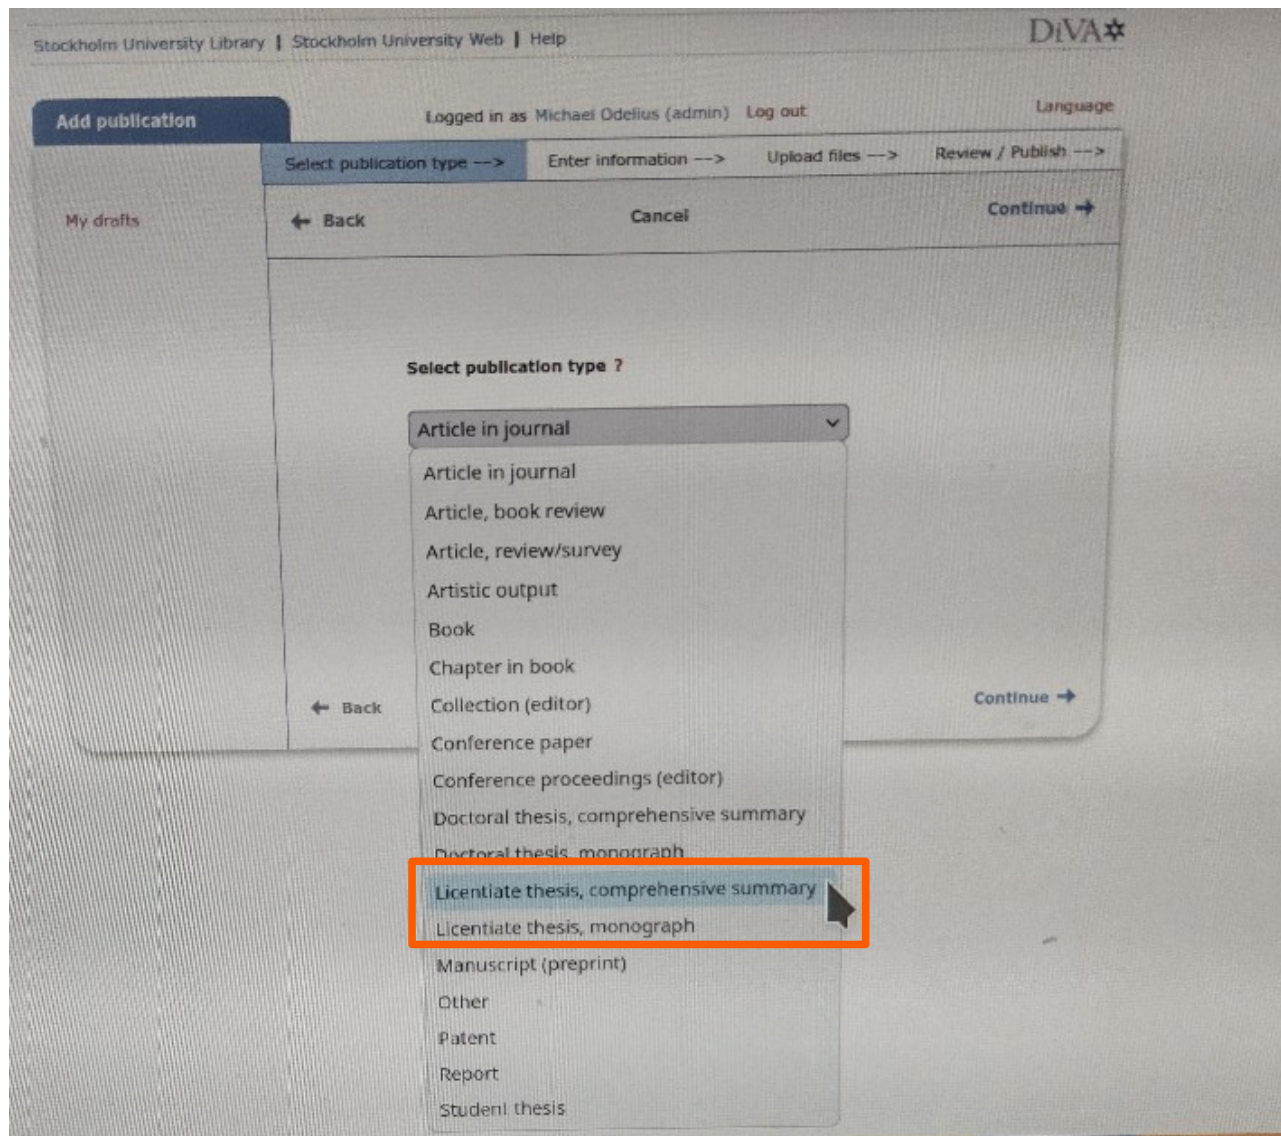 Stockholm University Library | Stockholm University Web | Help
DiVA
Add publication
Logged in as Michael Odelius (admin) Log out
Language
Select publication type --->
Enter information --->
Upload files --->
Review / Publish --->
My drafts
← Back
Cancel
Continue →
Select publication type ?
Article in journal
Article in journal
Article, book review
Article, review/survey
Artistic output
Book
Chapter in book
Collection (editor)
Conference paper
Conference proceedings (editor)
Doctoral thesis, comprehensive summary
Doctoral thesis, monograph
Licentiate thesis, comprehensive summary
Licentiate thesis, monograph
Manuscript (preprint)
Other
Patent
Report
Student thesis
← Back
Continue →